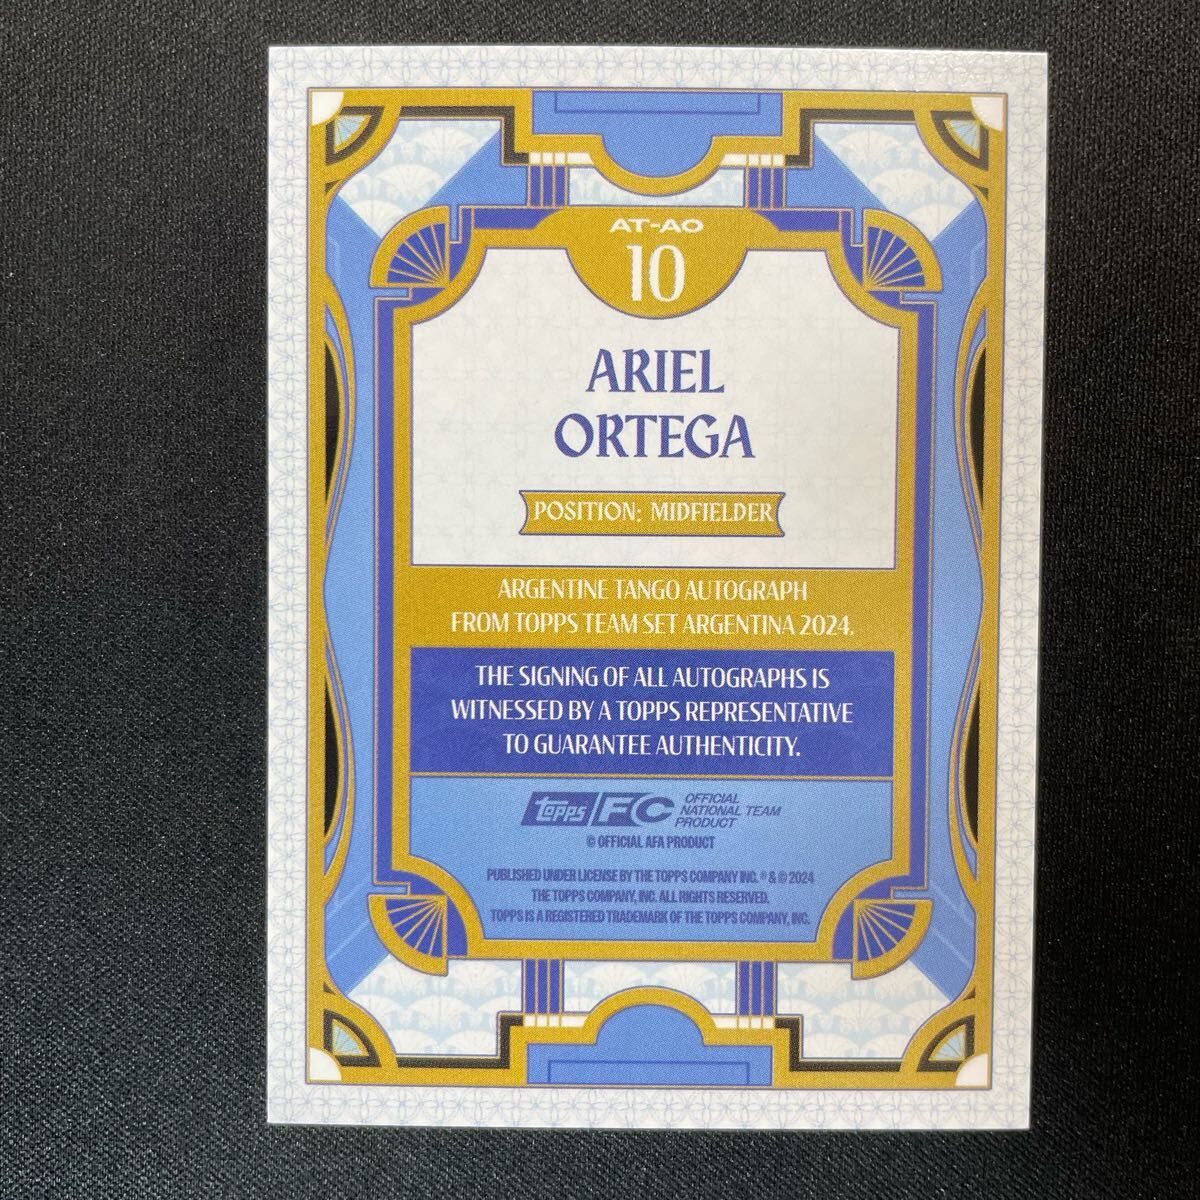 AT-AO
10
ARIEL
ORTEGA
POSITION: MIDFIELDER
ARGENTINE TANGO AUTOGRAPH
FROM TOPPS TEAM SET ARGENTINA 2024.
THE SIGNING OF ALL AUTOGRAPHS IS
WITNESSED BY A TOPPS REPRESENTATIVE
TO GUARANTEE AUTHENTICITY.
topps FC OFFICIAL
NATIONAL TEAM
PRODUCT
© OFFICIAL AFA PRODUCT
PUBLISHED UNDER LICENSE BY THE TOPPS COMPANY INC. ® & © 2024
THE TOPPS COMPANY, INC. ALL RIGHTS RESERVED.
TOPPS IS A REGISTERED TRADEMARK OF THE TOPPS COMPANY, INC.